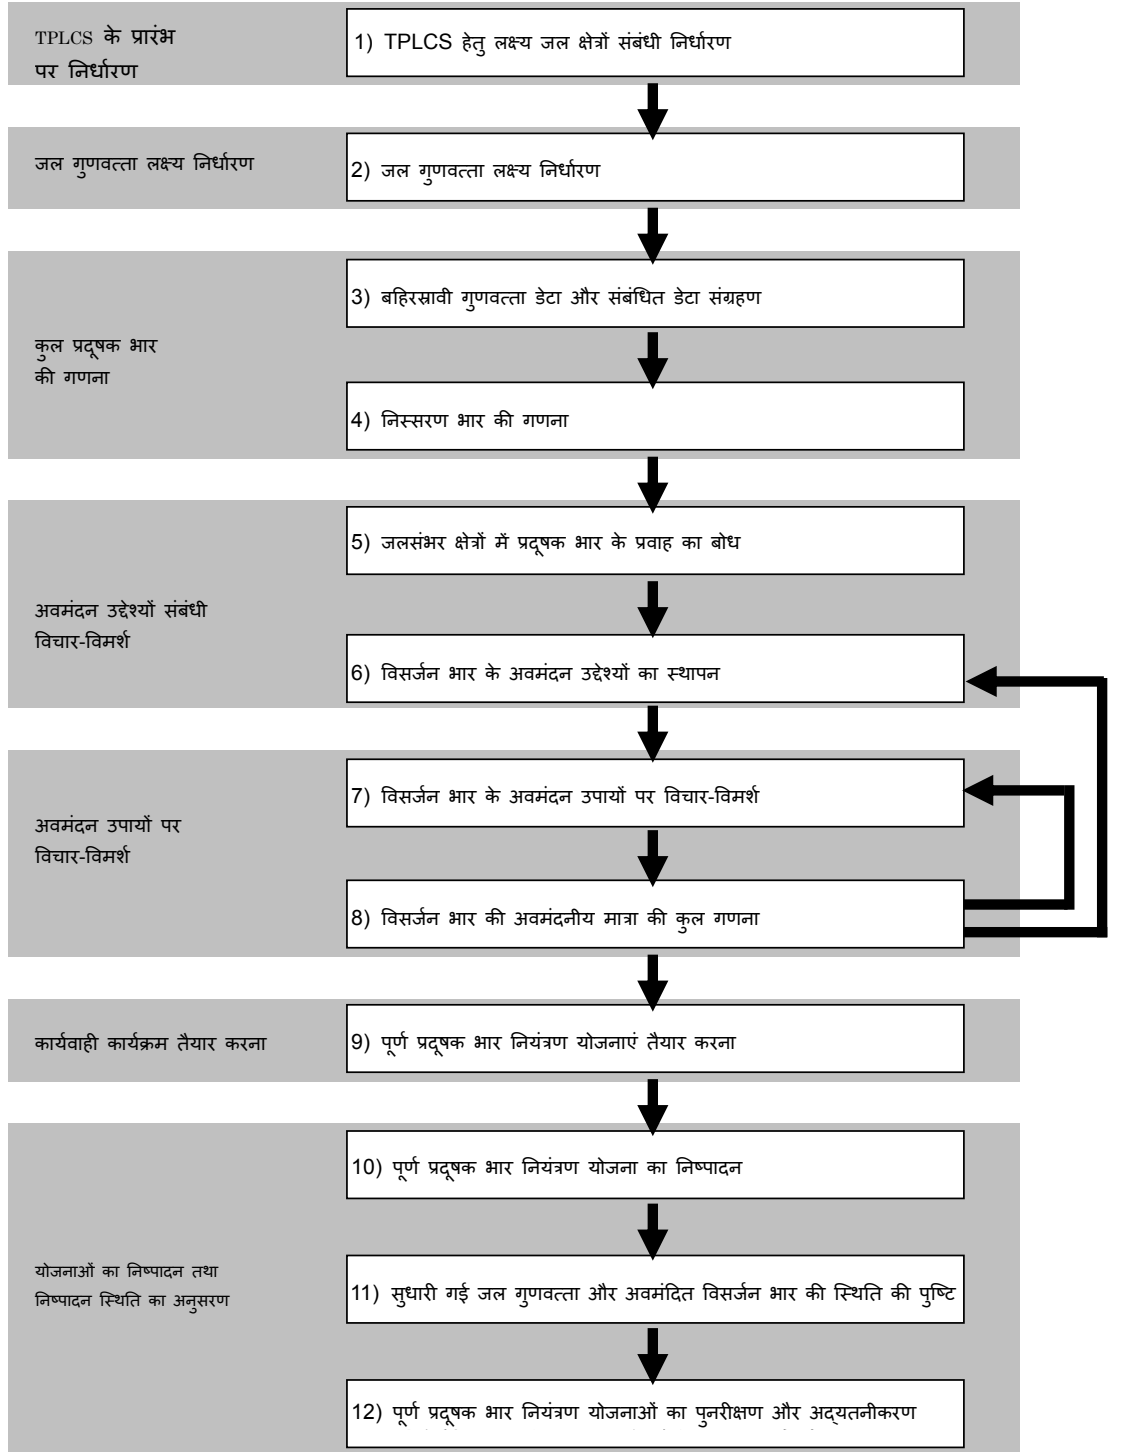 TPLCS के प्रारंभ
पर निर्धारण
1) TPLCS हेतु लक्ष्य जल क्षेत्रों संबंधी निर्धारण
जल गुणवत्ता लक्ष्य निर्धारण
2) जल गुणवत्ता लक्ष्य निर्धारण
कुल प्रदूषक भार
की गणना
3) बहिरस्रावी गुणवत्ता डेटा और संबंधित डेटा संग्रहण
4) निस्सरण भार की गणना
अवमंदन उद्देश्यों संबंधी
विचार-विमर्श
5) जलसंभर क्षेत्रों में प्रदूषक भार के प्रवाह का बोध
6) विसर्जन भार के अवमंदन उद्देश्यों का स्थापन
अवमंदन उपायों पर
विचार-विमर्श
7) विसर्जन भार के अवमंदन उपायों पर विचार-विमर्श
8) विसर्जन भार की अवमंदनीय मात्रा की कुल गणना
कार्यवाही कार्यक्रम तैयार करना
9) पूर्ण प्रदूषक भार नियंत्रण योजनाएं तैयार करना
योजनाओं का निष्पादन तथा
निष्पादन स्थिति का अनुसरण
10) पूर्ण प्रदूषक भार नियंत्रण योजना का निष्पादन
11) सुधारी गई जल गुणवत्ता और अवमंदित विसर्जन भार की स्थिति की पुष्टि
12) पूर्ण प्रदूषक भार नियंत्रण योजनाओं का पुनरीक्षण और अद्यतनीकरण